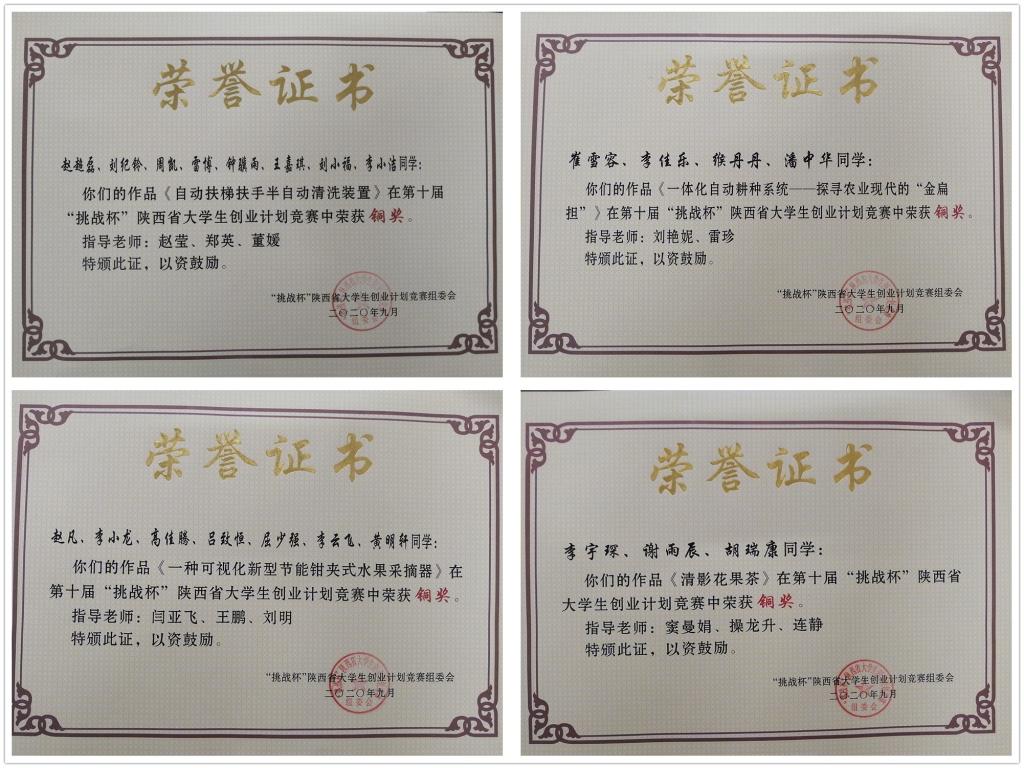 荣誉证书
赵超磊、刘纪铃、周凯、雷博、钟骥雨、王嘉琪、刘小福、李小洁同学：
你们的作品《自动扶梯扶手半自动清洗装置》在第十届
“挑战杯”陕西省大学生创业计划竞赛中荣获铜奖。
指导老师：赵莹、郑英、董媛
特颁此证，以资鼓励。
“挑战杯”陕西省大学生创业计划竞赛组委会
二〇二〇年九月
组委会
荣誉证书
崔雪容、李佳乐、缑丹丹、潘中华同学：
你们的作品《一体化自动耕种系统——探寻农业现代的“金扁
担”》在第十届“挑战杯”陕西省大学生创业计划竞赛中荣获铜奖。
指导老师：刘艳妮、雷珍
特颁此证，以资鼓励。
“挑战杯”陕西省大学生创业计划竞赛组委会
二〇二〇年九月
组委会
荣誉证书
赵凡、李小龙、高佳腾、吕致恒、屈少强、李云飞、黄明轩同学：
你们的作品《一种可视化新型节能钳夹式水果采摘器》在
第十届“挑战杯”陕西省大学生创业计划竞赛中荣获铜奖。
指导老师：闫亚飞、王鹏、刘明
特颁此证，以资鼓励。
“挑战杯”陕西省大学生创业计划竞赛组委会
二〇二〇年九月
组委会
荣誉证书
李宇琛、谢雨辰、胡瑞康同学：
你们的作品《清影花果茶》在第十届“挑战杯”陕西省
大学生创业计划竞赛中荣获铜奖。
指导老师：窦曼娟、操龙升、连静
特颁此证，以资鼓励。
“挑战杯”陕西省大学生创业计划竞赛组委会
二〇二〇年九月
组委会